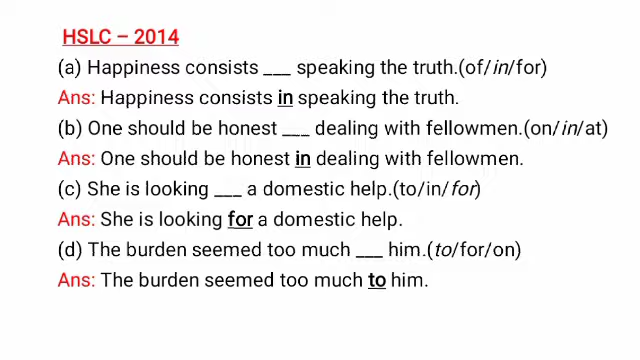 HSLC – 2014
(a) Happiness consists ___ speaking the truth.(of/in/for)
Ans: Happiness consists in speaking the truth.
(b) One should be honest ___ dealing with fellowmen.(on/in/at)
Ans: One should be honest in dealing with fellowmen.
(c) She is looking ___ a domestic help.(to/in/for)
Ans: She is looking for a domestic help.
(d) The burden seemed too much ___ him.(to/for/on)
Ans: The burden seemed too much to him.